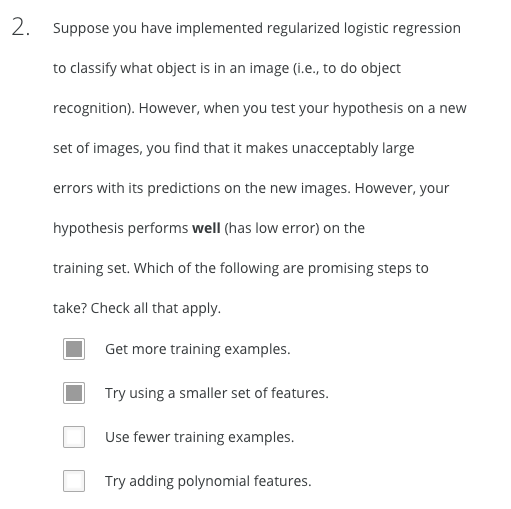 2. Suppose you have implemented regularized logistic regression
to classify what object is in an image (i.e., to do object
recognition). However, when you test your hypothesis on a new
set of images, you find that it makes unacceptably large
errors with its predictions on the new images. However, your
hypothesis performs well (has low error) on the
training set. Which of the following are promising steps to
take? Check all that apply.
Get more training examples.
Try using a smaller set of features.
Use fewer training examples.
Try adding polynomial features.